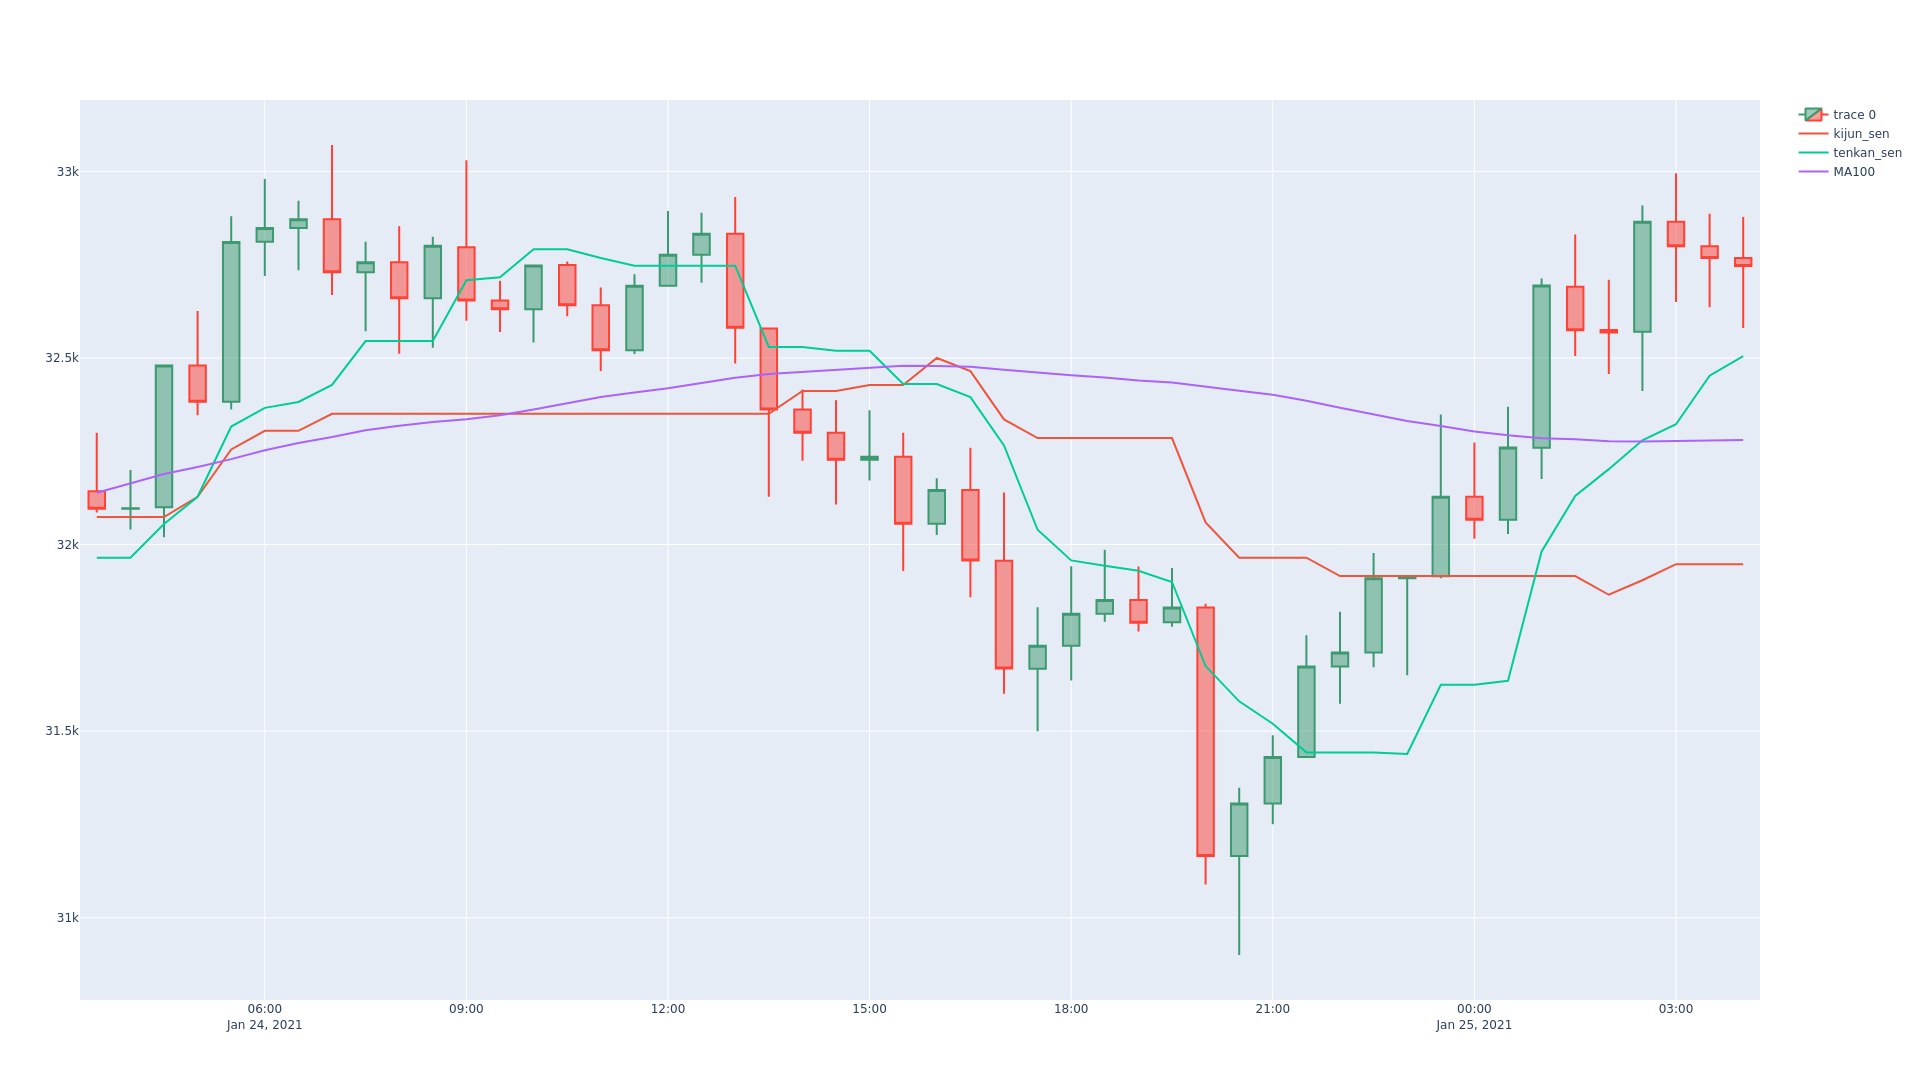 33k
32.5k
32k
31.5k
31k
06:00
Jan 24, 2021
09:00
12:00
15:00
18:00
21:00
00:00
Jan 25, 2021
03:00
trace 0
kijun_sen
tenkan_sen
MA100